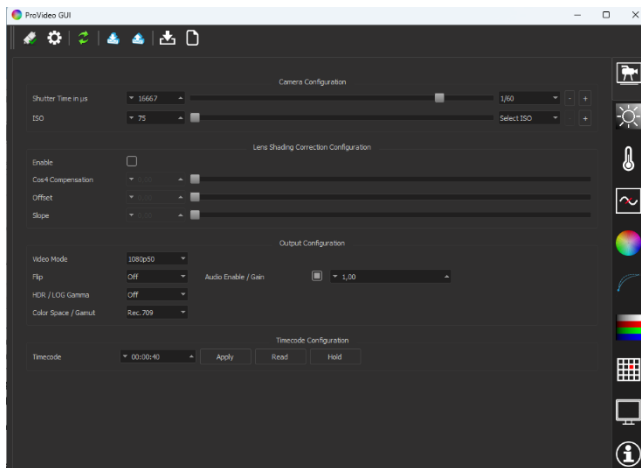 ProVideo GUI
Camera Configuration
Shutter Time in µs 16667 1/60 - +
ISO 75 Select ISO +
Lens Shading Correction Configuration
Enable
Cos4 Compensation
Offset
Slope
Output Configuration
Video Mode 1080p50
Flip Off Audio Enable / Gain 1,00
HDR / LOG Gamma Off
Color Space / Gamut Rec. 709
Timecode Configuration
Timecode 00:00:40 Apply Read Hold